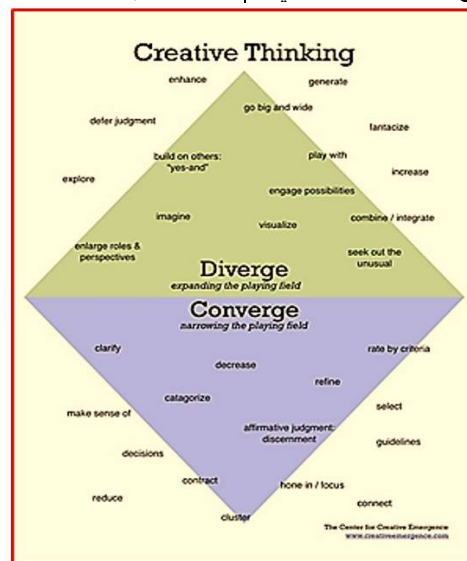 Creative Thinking
enhance
generate
go big and wide
defer judgment
fantacize
build on others:
"yes-and"
play with
increase
explore
engage possibilities
imagine
combine / integrate
visualize
enlarge roles &
perspectives
seek out the
unusual
Diverge
expanding the playing field
Converge
narrowing the playing field
clarify
rate by criteria
decrease
refine
catagorize
select
make sense of
affirmative judgment:
discernment
guidelines
decisions
contract
hone in / focus
reduce
connect
cluster
The Center for Creative Emergence
www.creativeemergence.com